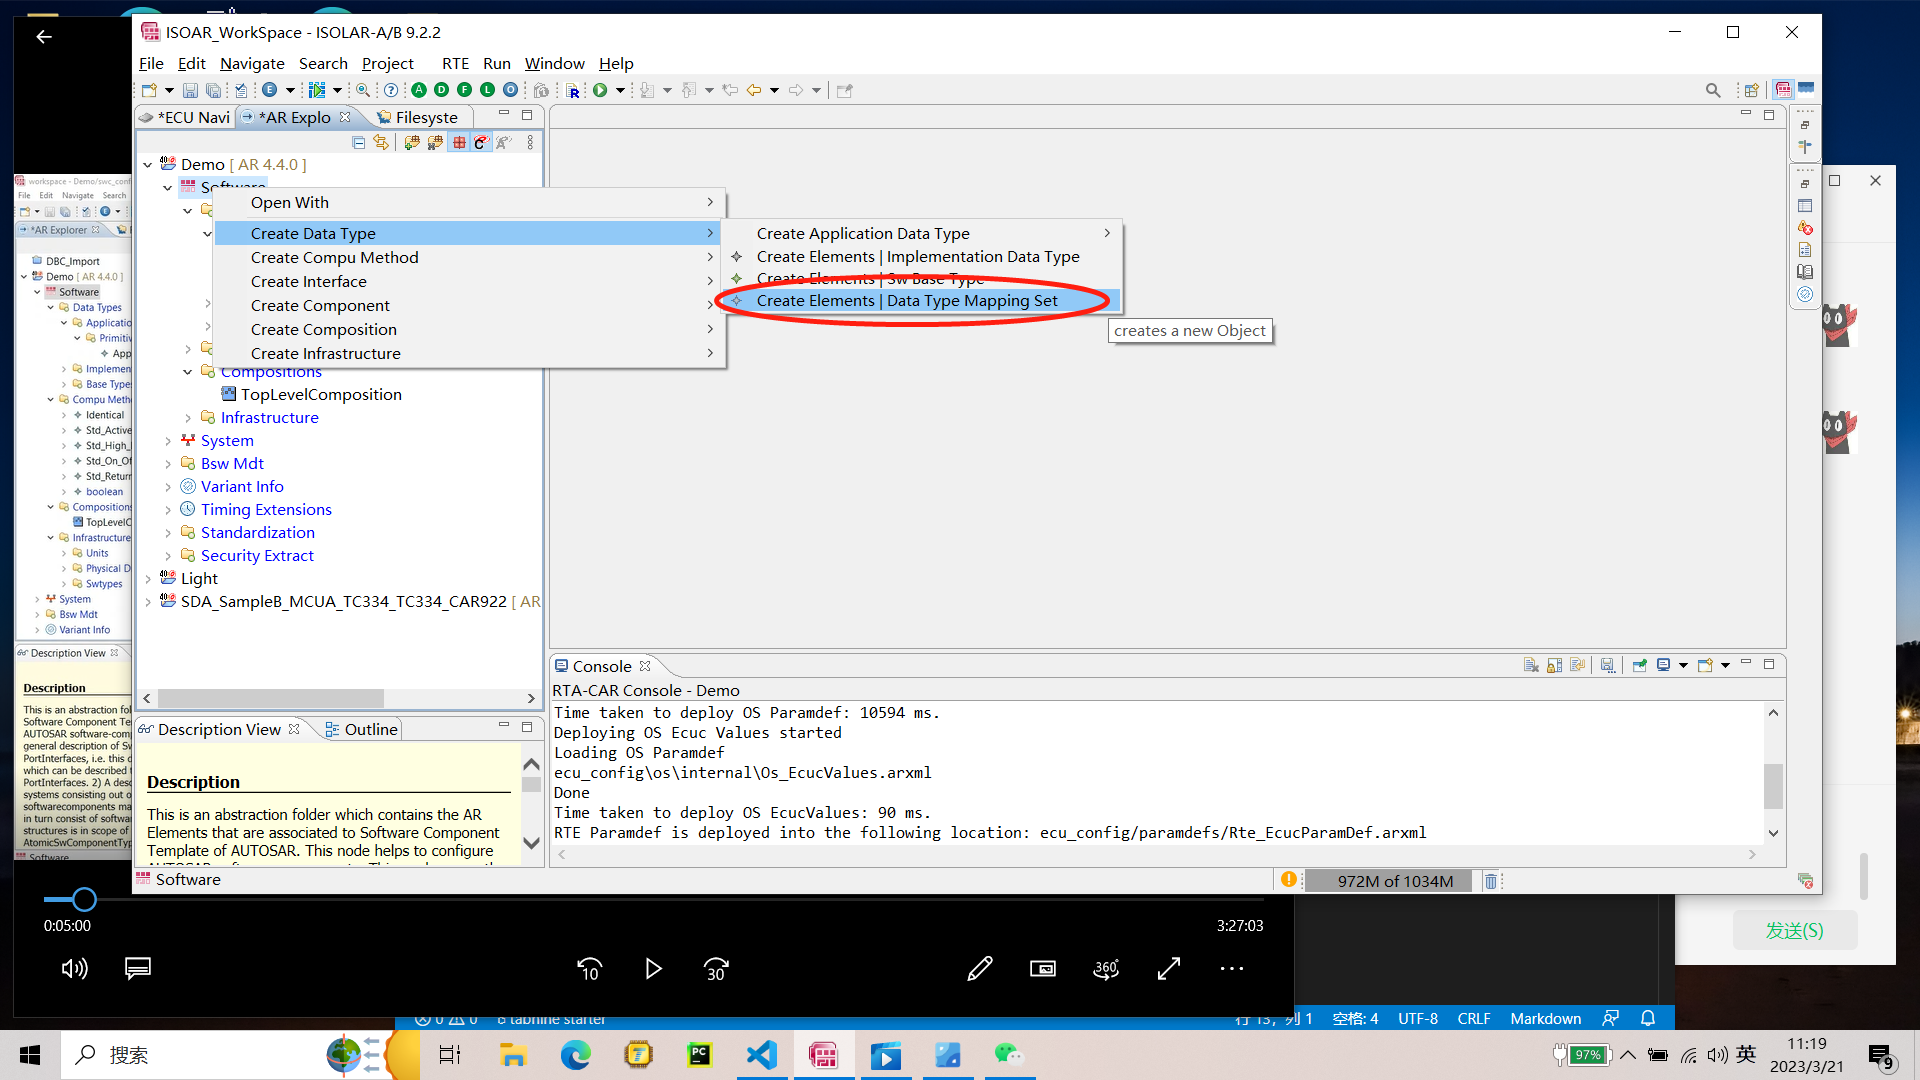 ISOAR_WorkSpace - ISOLAR-A/B 9.2.2
File Edit Navigate Search Project RTE Run Window Help
*ECU Navi
*AR Explo
Filesyste
Demo [ AR 4.4.0 ]
Software
Open With
Create Data Type
Create Compu Method
Create Interface
Create Component
Create Composition
Create Infrastructure
Create Application Data Type
Create Elements | Implementation Data Type
Create Elements | Sw Base Type
Create Elements | Data Type Mapping Set
creates a new Object
Compositions
TopLevelComposition
Infrastructure
System
Bsw Mdt
Variant Info
Timing Extensions
Standardization
Security Extract
Light
SDA_SampleB_MCUA_TC334_TC334_CAR922 [ AR
Description View
Outline
Description
This is an abstraction folder which contains the AR
Elements that are associated to Software Component
Template of AUTOSAR. This node helps to configure
Console
RTA-CAR Console - Demo
Time taken to deploy OS Paramdef: 10594 ms.
Deploying OS Ecuc Values started
Loading OS Paramdef
ecu_config\os\internal\Os_EcucValues.arxml
Done
Time taken to deploy OS EcucValues: 90 ms.
RTE Paramdef is deployed into the following location: ecu_config/paramdefs/Rte_EcucParamDef.arxml
Software
972M of 1034M
workspace - Demo/swc_conf
File Edit Navigate Search
*AR Explorer
DBC_Import
Demo [ AR 4.4.0 ]
Software
Data Types
Applicatio
Primitiv
App
Implemen
Base Type
Compu Meth
Identical
Std_Active
Std_High_
Std_On_Of
Std_Return
boolean
Compositions
TopLevelC
Infrastructure
Units
Physical D
Swtypes
System
Bsw Mdt
Variant Info
Description View
Description
This is an abstraction fol
Software Component Te
AUTOSAR software-comp
general description of Sw
PortInterfaces, i.e. this d
which can be described t
PortInterfaces. 2) A desc
systems consisting out o
softwarecomponents ma
in turn consist of softwar
structures is in scope of
AtomicSwComponentTyp
Software
0:05:00
3:27:03
10
30
360°
发送(S)
0 0
tabnine starter
行 13, 列 1 空格: 4 UTF-8 CRLF Markdown
搜索
97%
英
11:19
2023/3/21
9